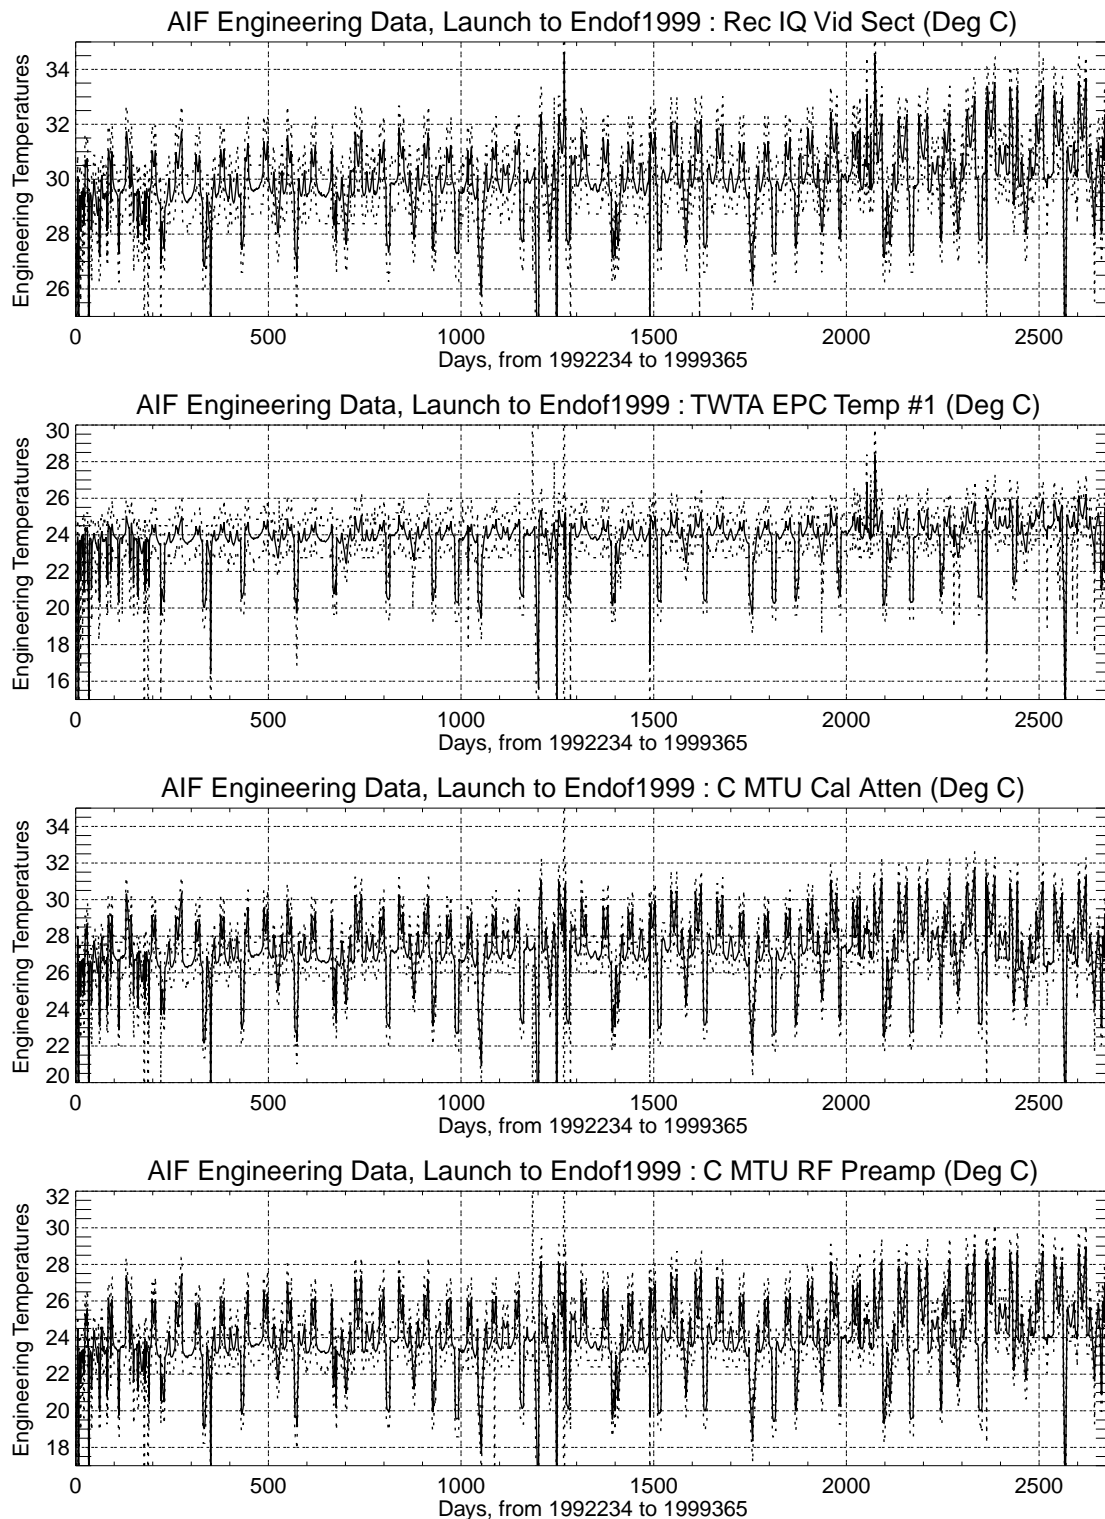 AIF Engineering Data, Launch to Endof1999 : Rec IQ Vid Sect (Deg C)
Engineering Temperatures
34
32
30
28
26
0 500 1000 1500 2000 2500
Days, from 1992234 to 1999365
AIF Engineering Data, Launch to Endof1999 : TWTA EPC Temp #1 (Deg C)
Engineering Temperatures
30
28
26
24
22
20
18
16
0 500 1000 1500 2000 2500
Days, from 1992234 to 1999365
AIF Engineering Data, Launch to Endof1999 : C MTU Cal Atten (Deg C)
Engineering Temperatures
34
32
30
28
26
24
22
20
0 500 1000 1500 2000 2500
Days, from 1992234 to 1999365
AIF Engineering Data, Launch to Endof1999 : C MTU RF Preamp (Deg C)
Engineering Temperatures
32
30
28
26
24
22
20
18
0 500 1000 1500 2000 2500
Days, from 1992234 to 1999365